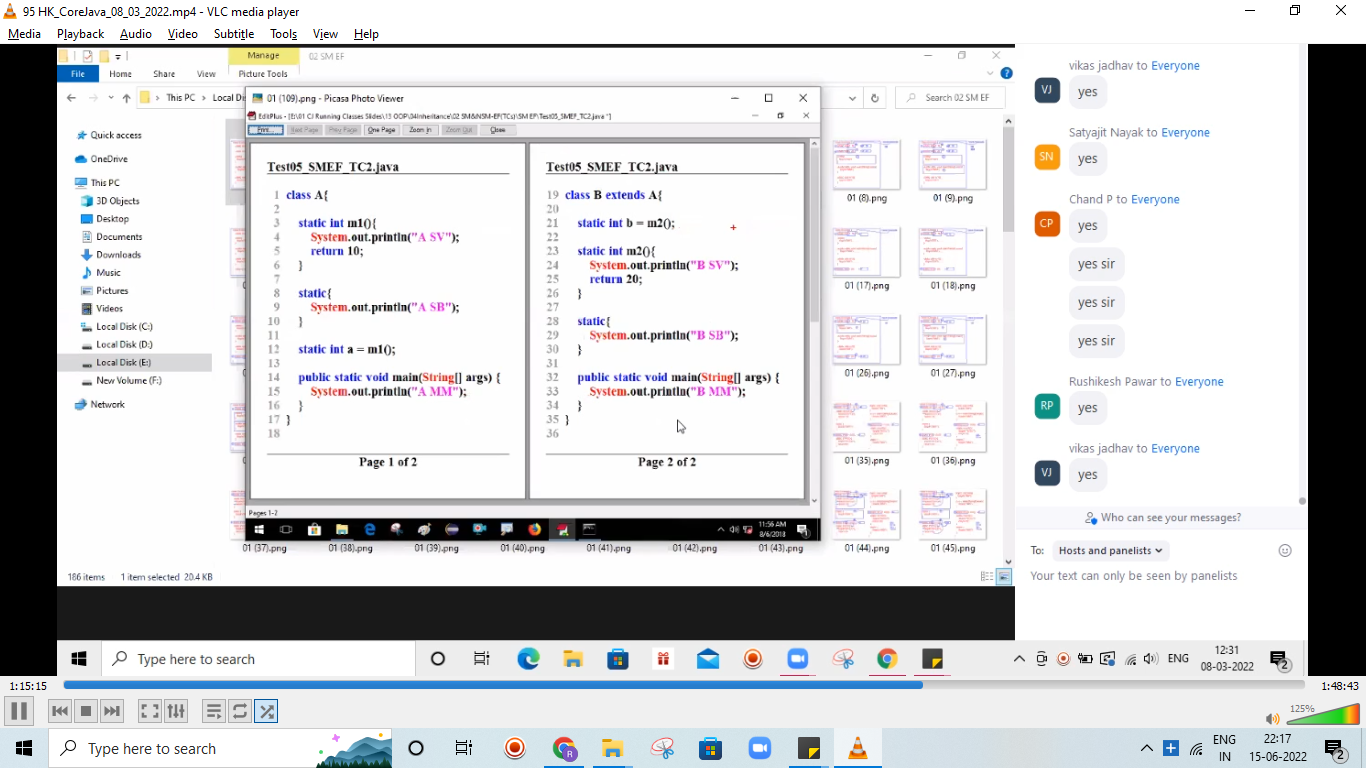 95 HK_CoreJava_08_03_2022.mp4 - VLC media player
Media Playback Audio Video Subtitle Tools View Help
Manage
02 SM EF
File Home Share View Picture Tools
This PC › Local Di
Search 02 SM EF
Quick access
OneDrive
This PC
3D Objects
Desktop
Documents
Downloads
Music
Pictures
Videos
Local Disk (C:)
Local Disk (D:)
Local Disk (E:)
New Volume (F:)
Network
01 (109).png - Picasa Photo Viewer
EditPlus - [E:\01 CJ Running Classes Slides\13 OOP\04Inheritance\02 SM&NSM-EF(TCs)\SM EF\Test05_SMEF_TC2.java *]
Print... Next Page Prev Page One Page Zoom In Zoom Out Close
Test05_SMEF_TC2.java
1 class A{
2
3 static int m1(){
4 System.out.println("A SV");
5 return 10;
6 }
7
8 static{
9 System.out.println("A SB");
10 }
11
12 static int a = m1();
13
14 public static void main(String[] args) {
15 System.out.println("A MM");
16 }
17 }
18
Page 1 of 2
Test05_SMEF_TC2.java
19 class B extends A{
20
21 static int b = m2();
22
23 static int m2(){
24 System.out.println("B SV");
25 return 20;
26 }
27
28 static{
29 System.out.println("B SB");
30 }
31
32 public static void main(String[] args) {
33 System.out.println("B MM");
34 }
35 }
36
Page 2 of 2
Pages 1-2
11:56 AM
8/6/2018
01 (8).png 01 (9).png
01 (17).png 01 (18).png
01 (26).png 01 (27).png
01 (35).png 01 (36).png
01 (37).png 01 (38).png 01 (39).png 01 (40).png 01 (41).png 01 (42).png 01 (43).png 01 (44).png 01 (45).png
186 items 1 item selected 20.4 KB
vikas jadhav to Everyone
VJ yes
Satyajit Nayak to Everyone
SN yes
Chand P to Everyone
CP yes
yes sir
yes sir
yes sir
Rushikesh Pawar to Everyone
RP yes
vikas jadhav to Everyone
VJ yes
Who can see your messages?
To: Hosts and panelists
Your text can only be seen by panelists
Type here to search
ENG
12:31
08-03-2022
2
1:15:15
1:48:43
125%
Type here to search
R
ENG
IN
22:17
15-06-2022
2